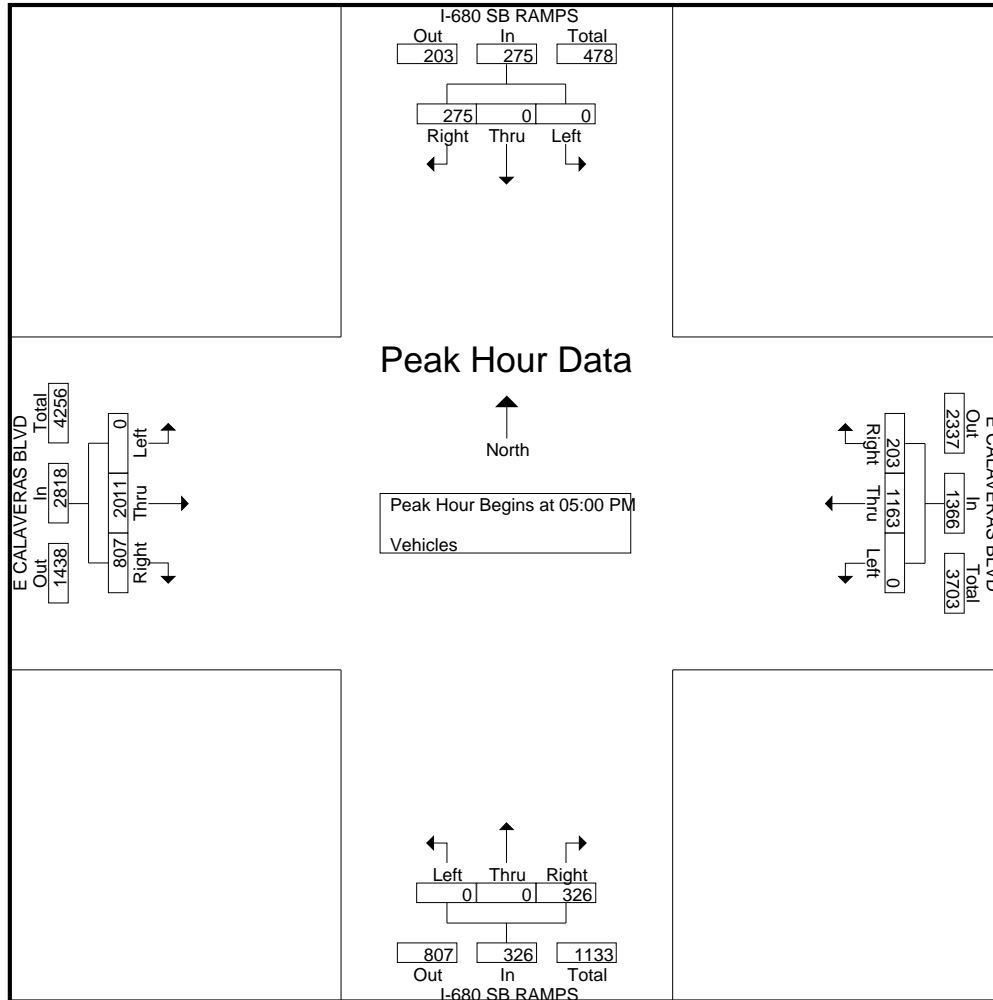 I-680 SB RAMPS
Out In Total
203 275 478
275 0 0
Right Thru Left
Peak Hour Data
North
Peak Hour Begins at 05:00 PM
Vehicles
E CALAVERAS BLVD
Total In Out
4256 2818 1438
0 2011 807
Left Thru Right
E CALAVERAS BLVD
Out In Total
2337 1366 3703
203 1163 0
Right Thru Left
Left Thru Right
0 0 326
807 326 1133
Out In Total
I-680 SB RAMPS